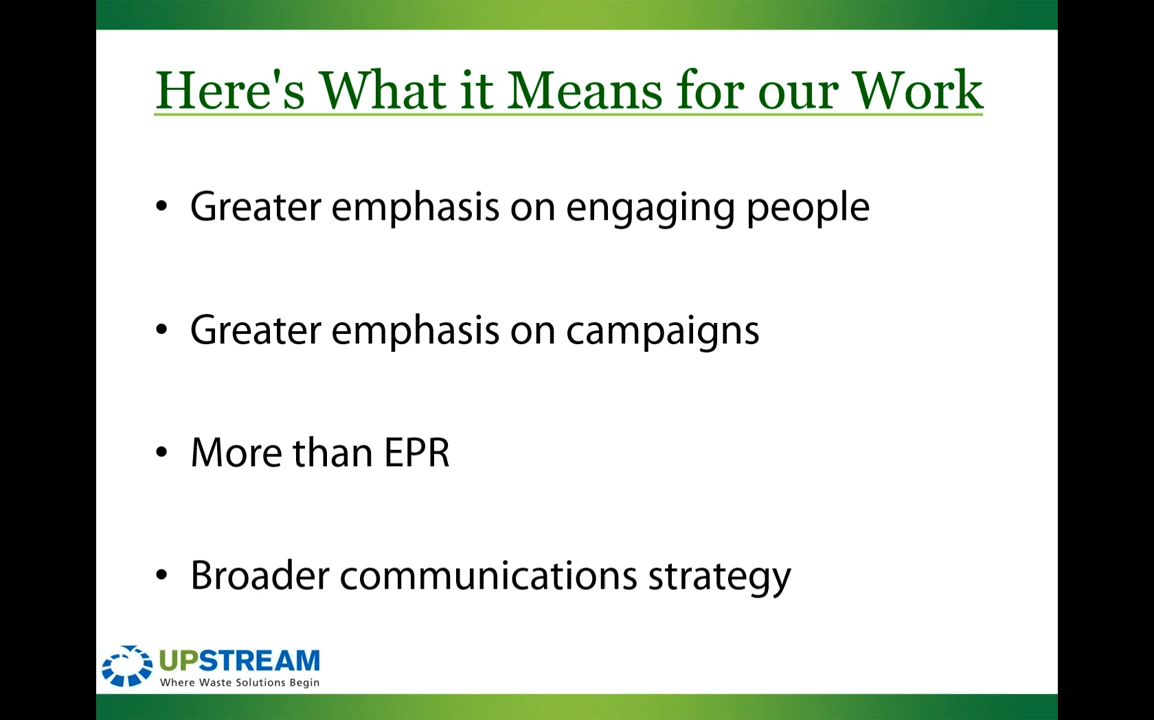 Here's What it Means for our Work
• Greater emphasis on engaging people
• Greater emphasis on campaigns
• More than EPR
• Broader communications strategy
UPSTREAM
Where Waste Solutions Begin